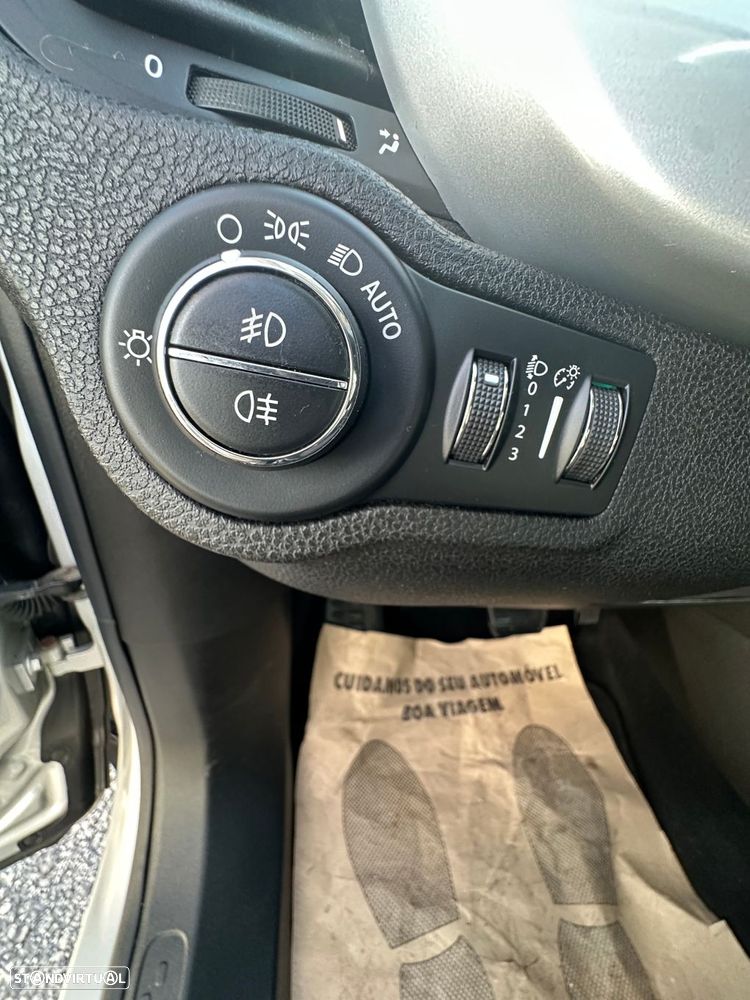 0
AUTO
0
1
2
3
CUIDAMOS DO SEU AUTOMÓVEL
BOA VIAGEM
STANDVIRTUAL